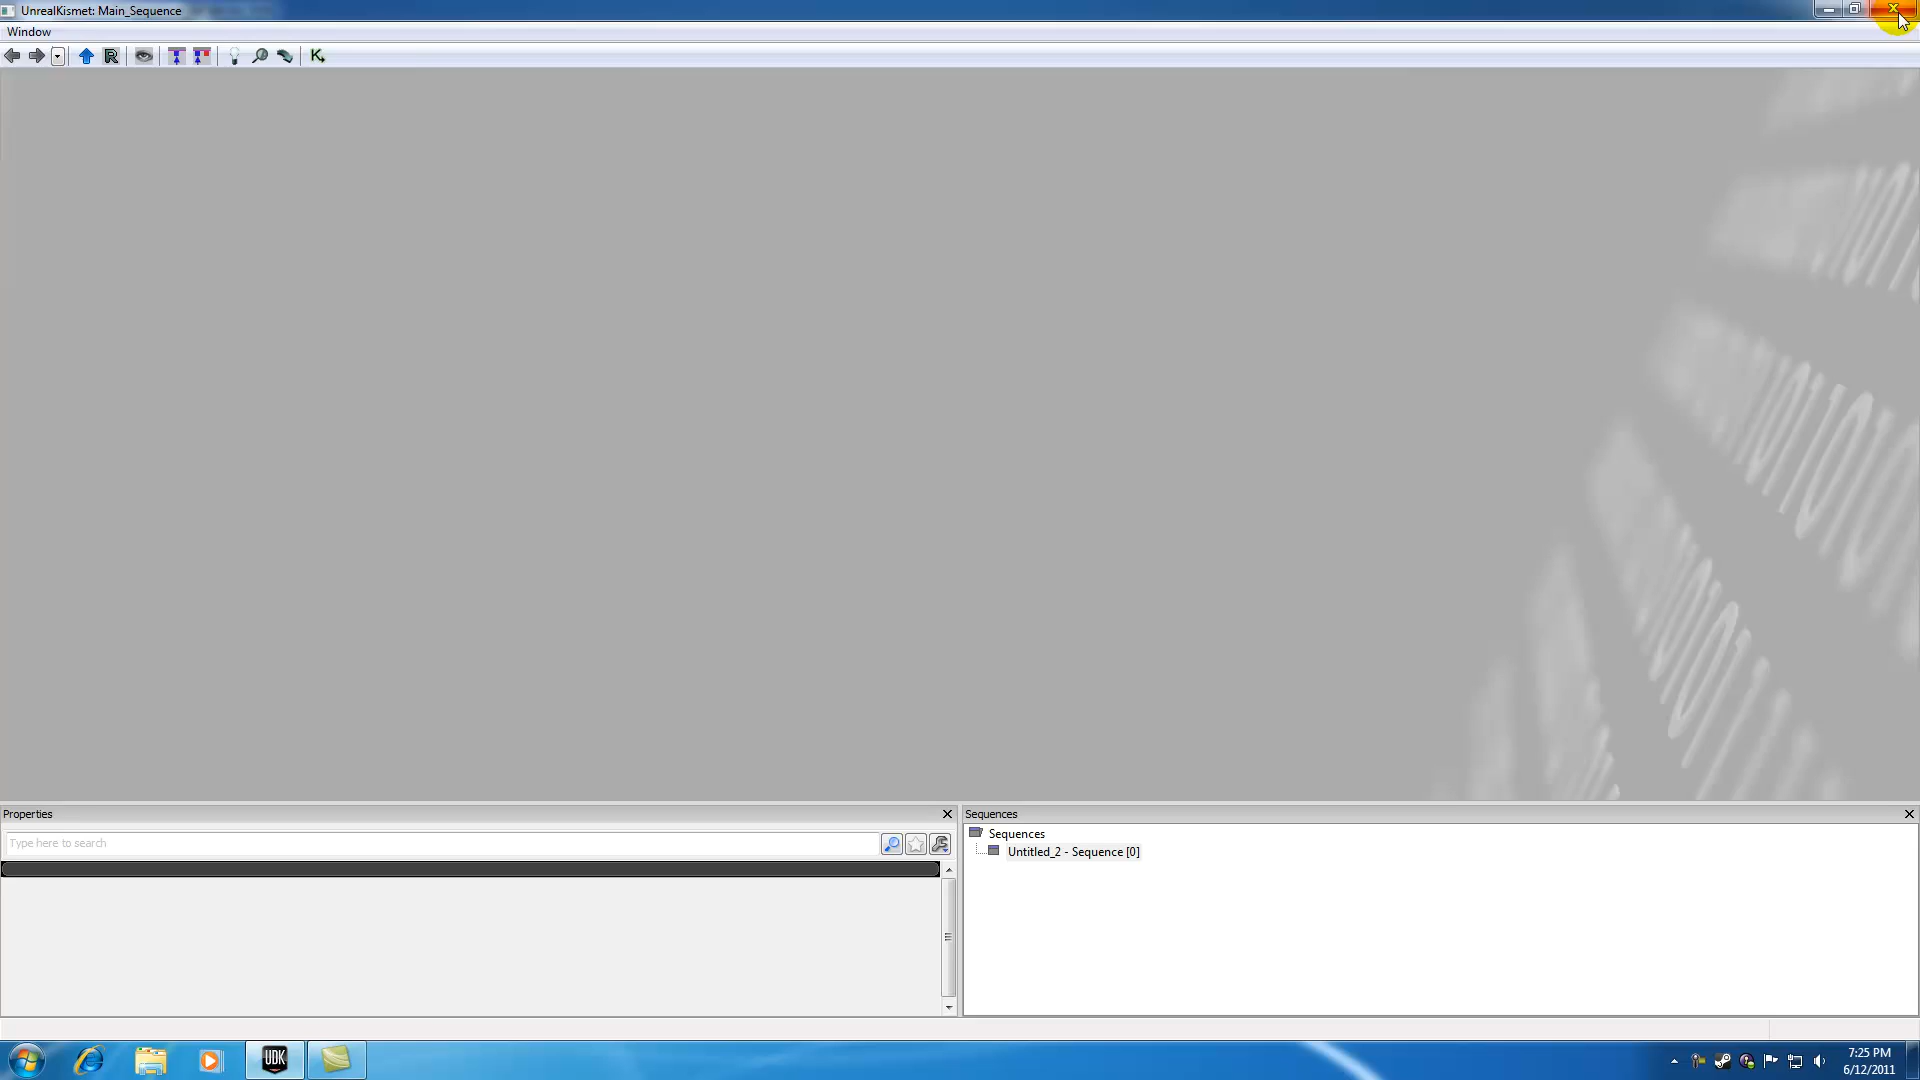 UnrealKismet: Main_Sequence
Window
R
K
Properties
Type here to search
Sequences
Sequences
Untitled_2 - Sequence [0]
UDK
7:25 PM
6/12/2011